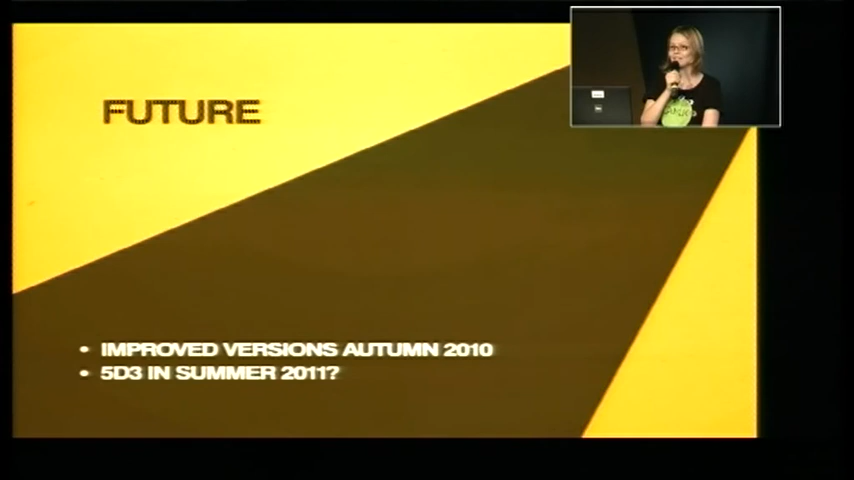 FUTURE
• IMPROVED VERSIONS AUTUMN 2010
• 5D3 IN SUMMER 2011?